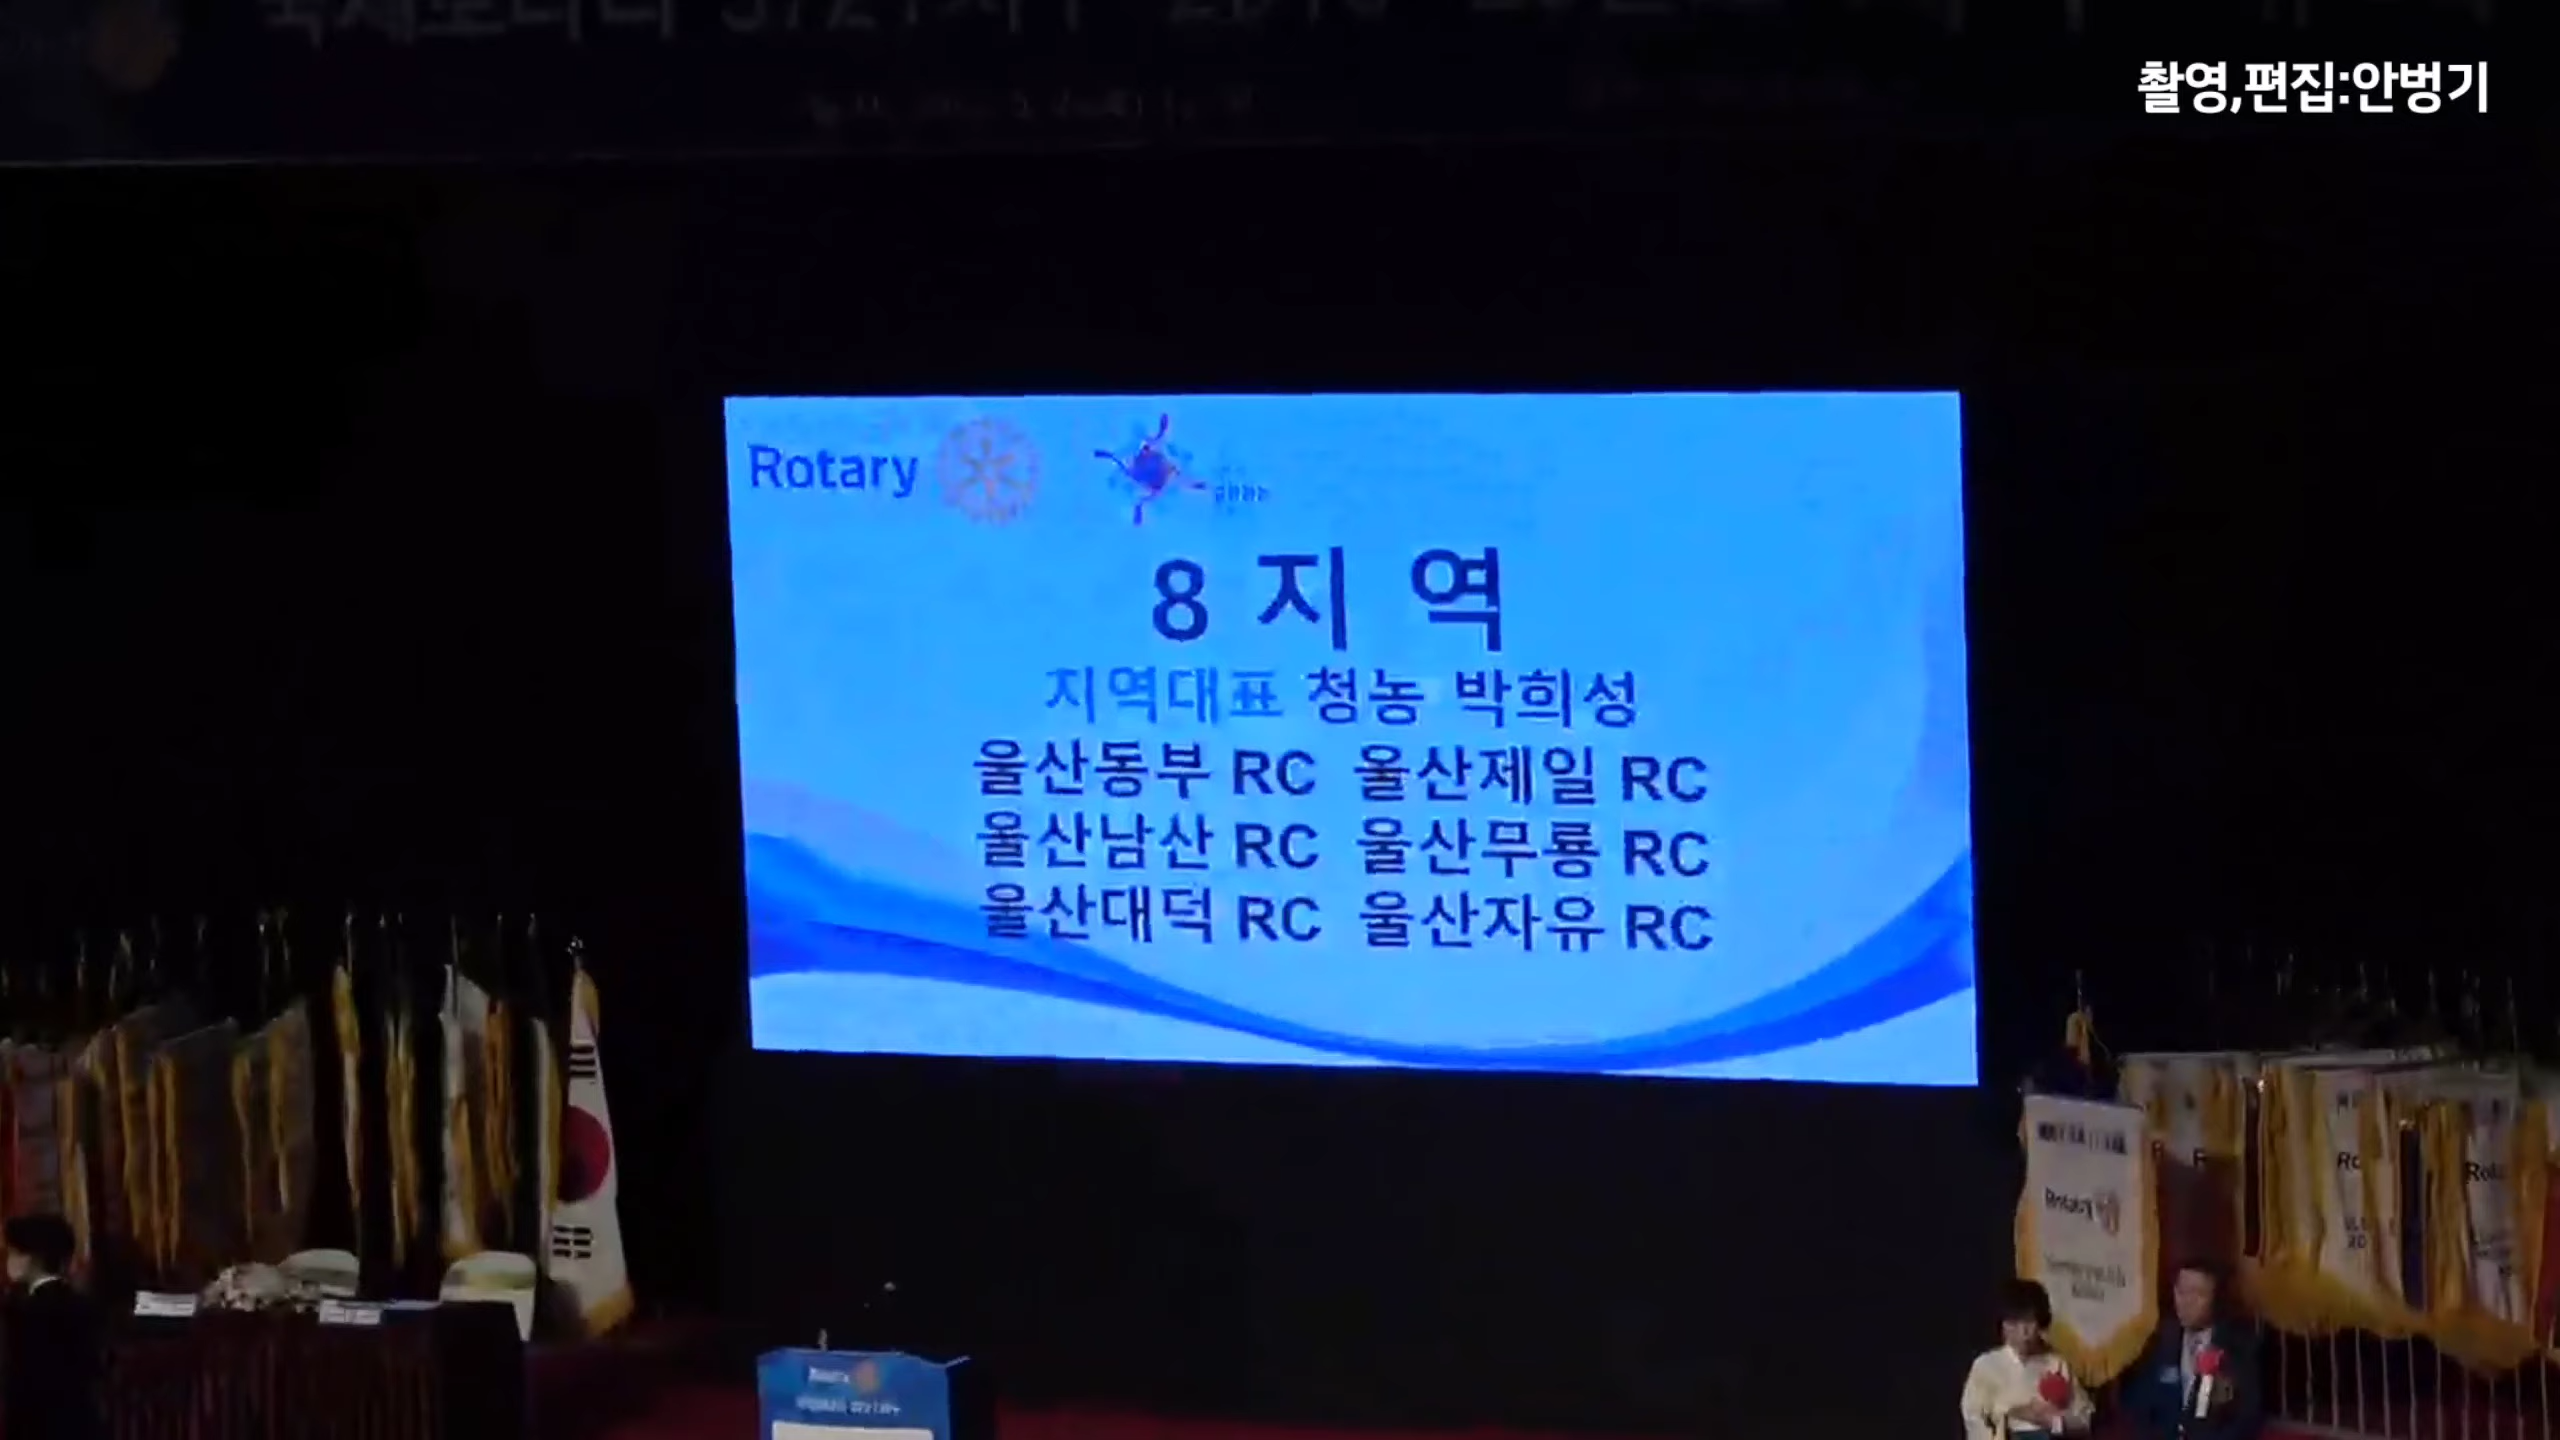 촬영,편집:안벙기
Rotary
8 지 역
지역대표 청농 박희성
울산동부 RC 울산제일 RC
울산남산 RC 울산무룡 RC
울산대덕 RC 울산자유 RC
Rotary